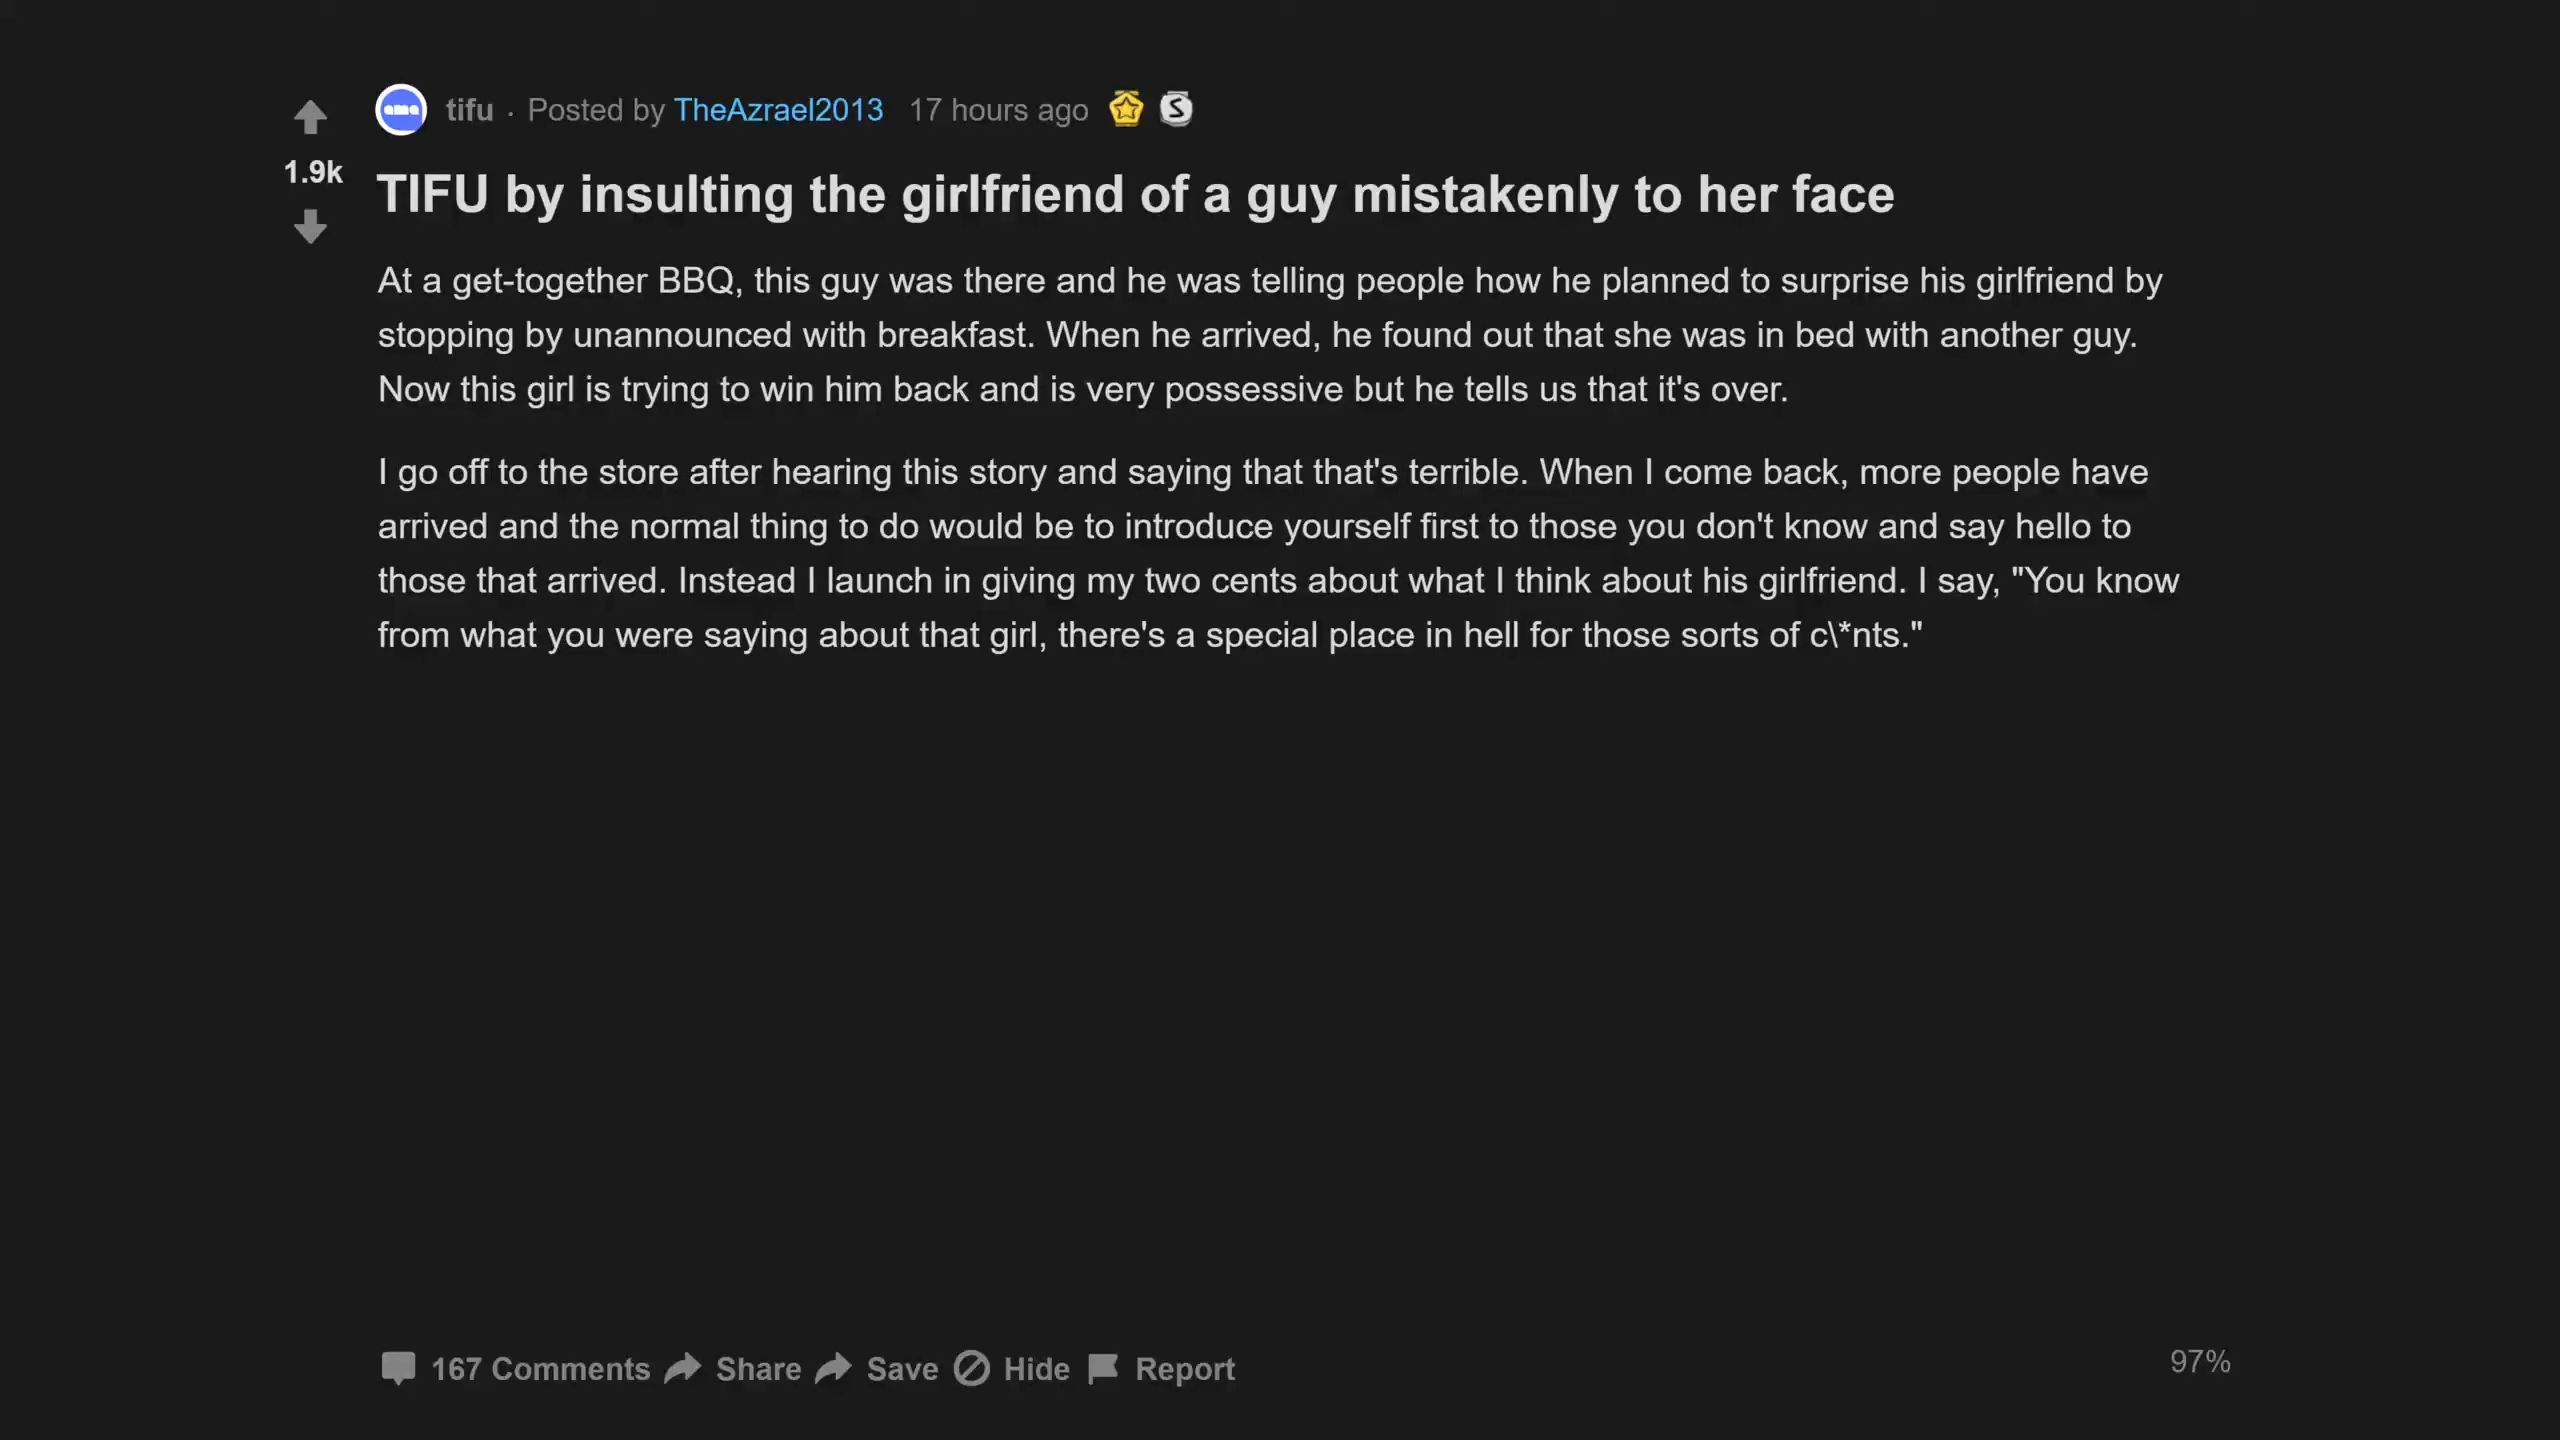 tifu · Posted by TheAzrael2013 17 hours ago
1.9k
TIFU by insulting the girlfriend of a guy mistakenly to her face
At a get-together BBQ, this guy was there and he was telling people how he planned to surprise his girlfriend by
stopping by unannounced with breakfast. When he arrived, he found out that she was in bed with another guy.
Now this girl is trying to win him back and is very possessive but he tells us that it's over.
I go off to the store after hearing this story and saying that that's terrible. When I come back, more people have
arrived and the normal thing to do would be to introduce yourself first to those you don't know and say hello to
those that arrived. Instead I launch in giving my two cents about what I think about his girlfriend. I say, "You know
from what you were saying about that girl, there's a special place in hell for those sorts of c\*nts."
167 Comments Share Save Hide Report
97%